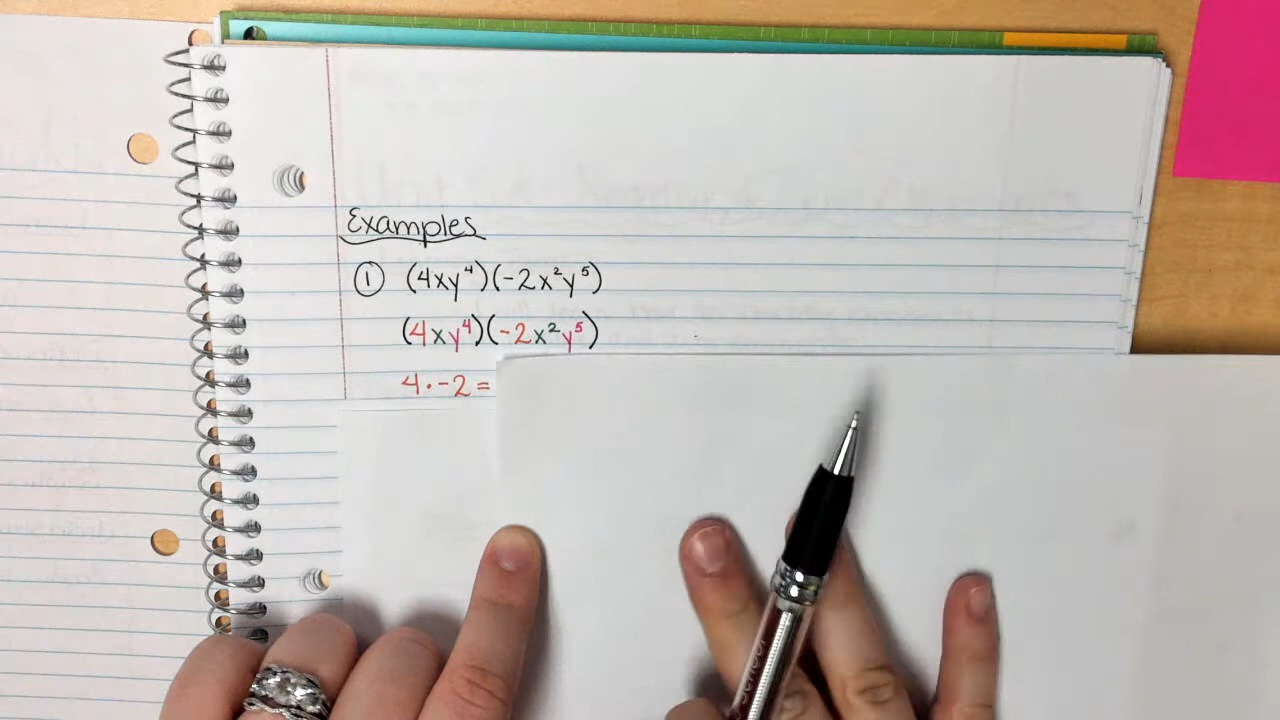 Examples
① (4xy⁴)(-2x²y⁵)
(4xy⁴)(-2x²y⁵)
4·-2=